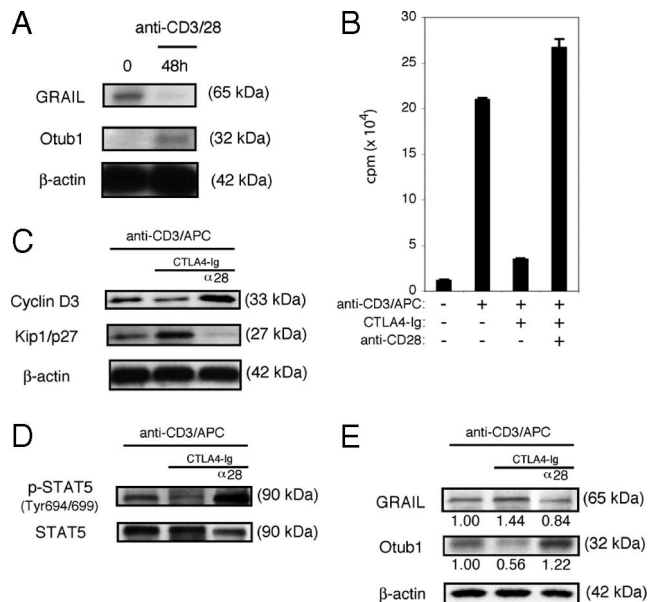 A
anti-CD3/28
0 48h
GRAIL (65 kDa)
Otub1 (32 kDa)
β-actin (42 kDa)
B
cpm (x 10⁴)
30
25
20
15
10
5
0
anti-CD3/APC: - + + +
CTLA4-Ig: - - + +
anti-CD28: - - - +
C
anti-CD3/APC
CTLA4-Ig
α28
Cyclin D3 (33 kDa)
Kip1/p27 (27 kDa)
β-actin (42 kDa)
D
anti-CD3/APC
CTLA4-Ig
α28
p-STAT5 (90 kDa)
(Tyr694/699)
STAT5 (90 kDa)
E
anti-CD3/APC
CTLA4-Ig
α28
GRAIL (65 kDa)
1.00 1.44 0.84
Otub1 (32 kDa)
1.00 0.56 1.22
β-actin (42 kDa)